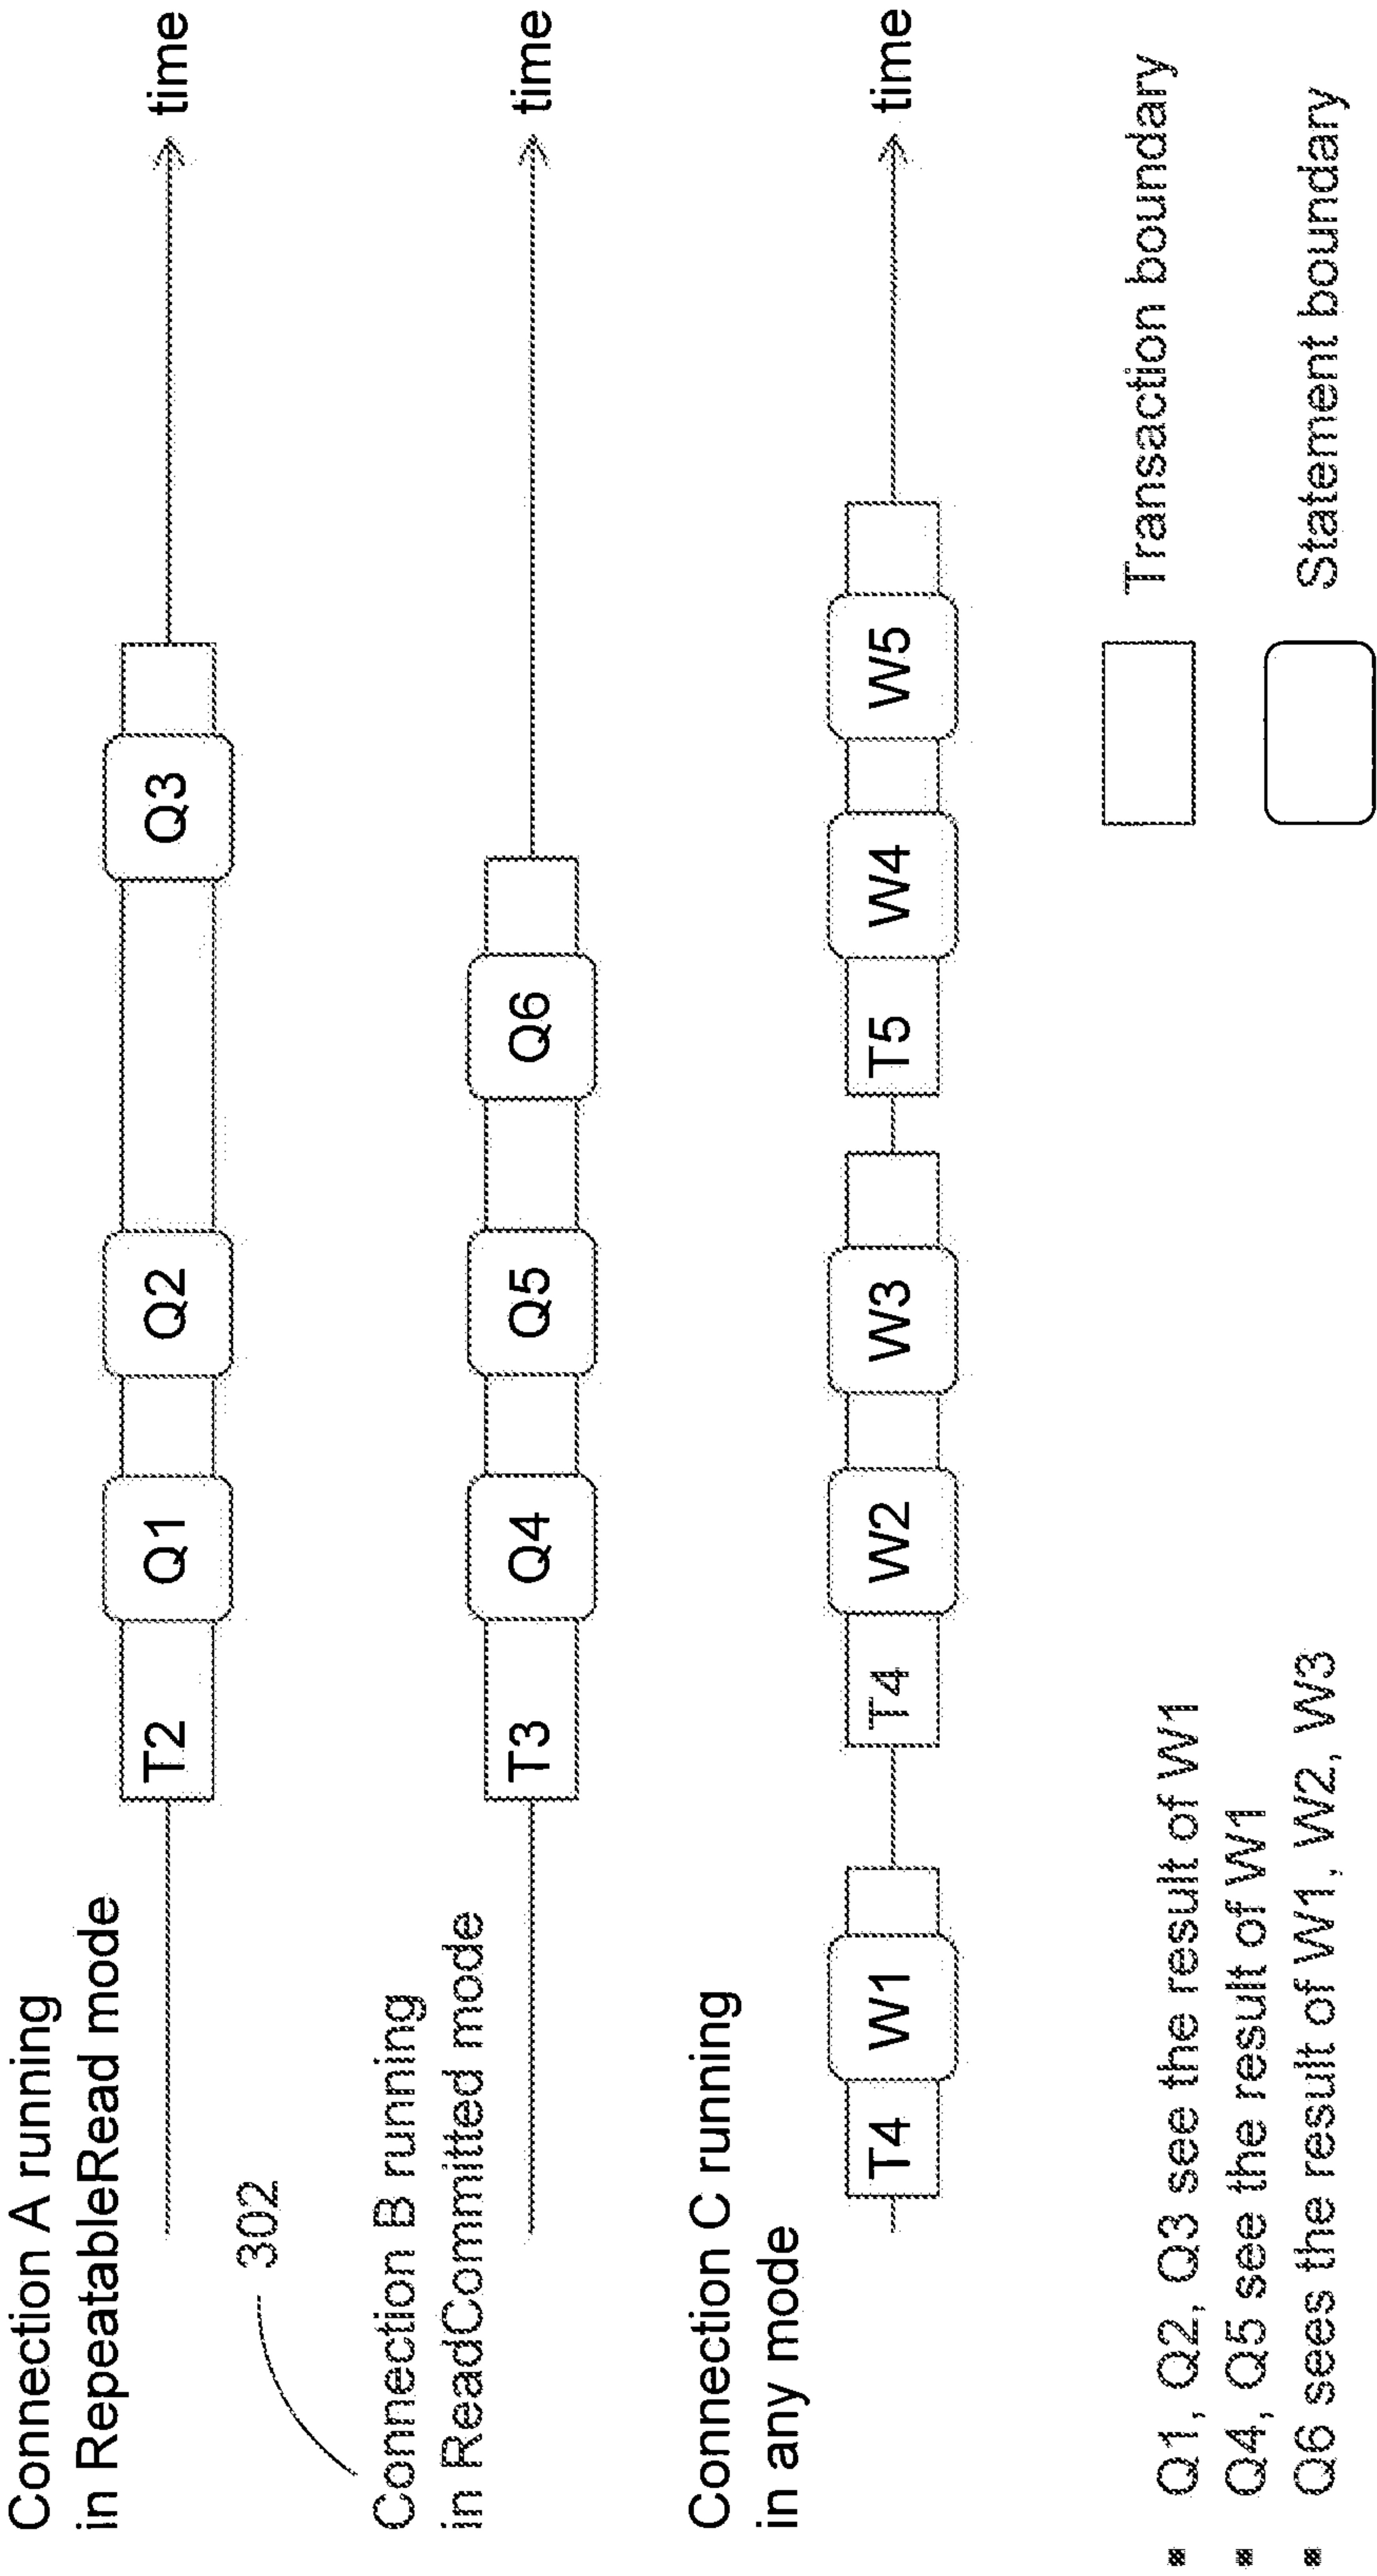 Connection A running
in RepeatableRead mode
T2 Q1 Q2 Q3 time
302
Connection B running
in ReadCommitted mode
T3 Q4 Q5 Q6 time
Connection C running
in any mode
T4 W1 T4 W2 W3 T5 W4 W5 time
▪ Q1, Q2, Q3 see the result of W1
▪ Q4, Q5 see the result of W1
▪ Q6 sees the result of W1, W2, W3
Transaction boundary
Statement boundary